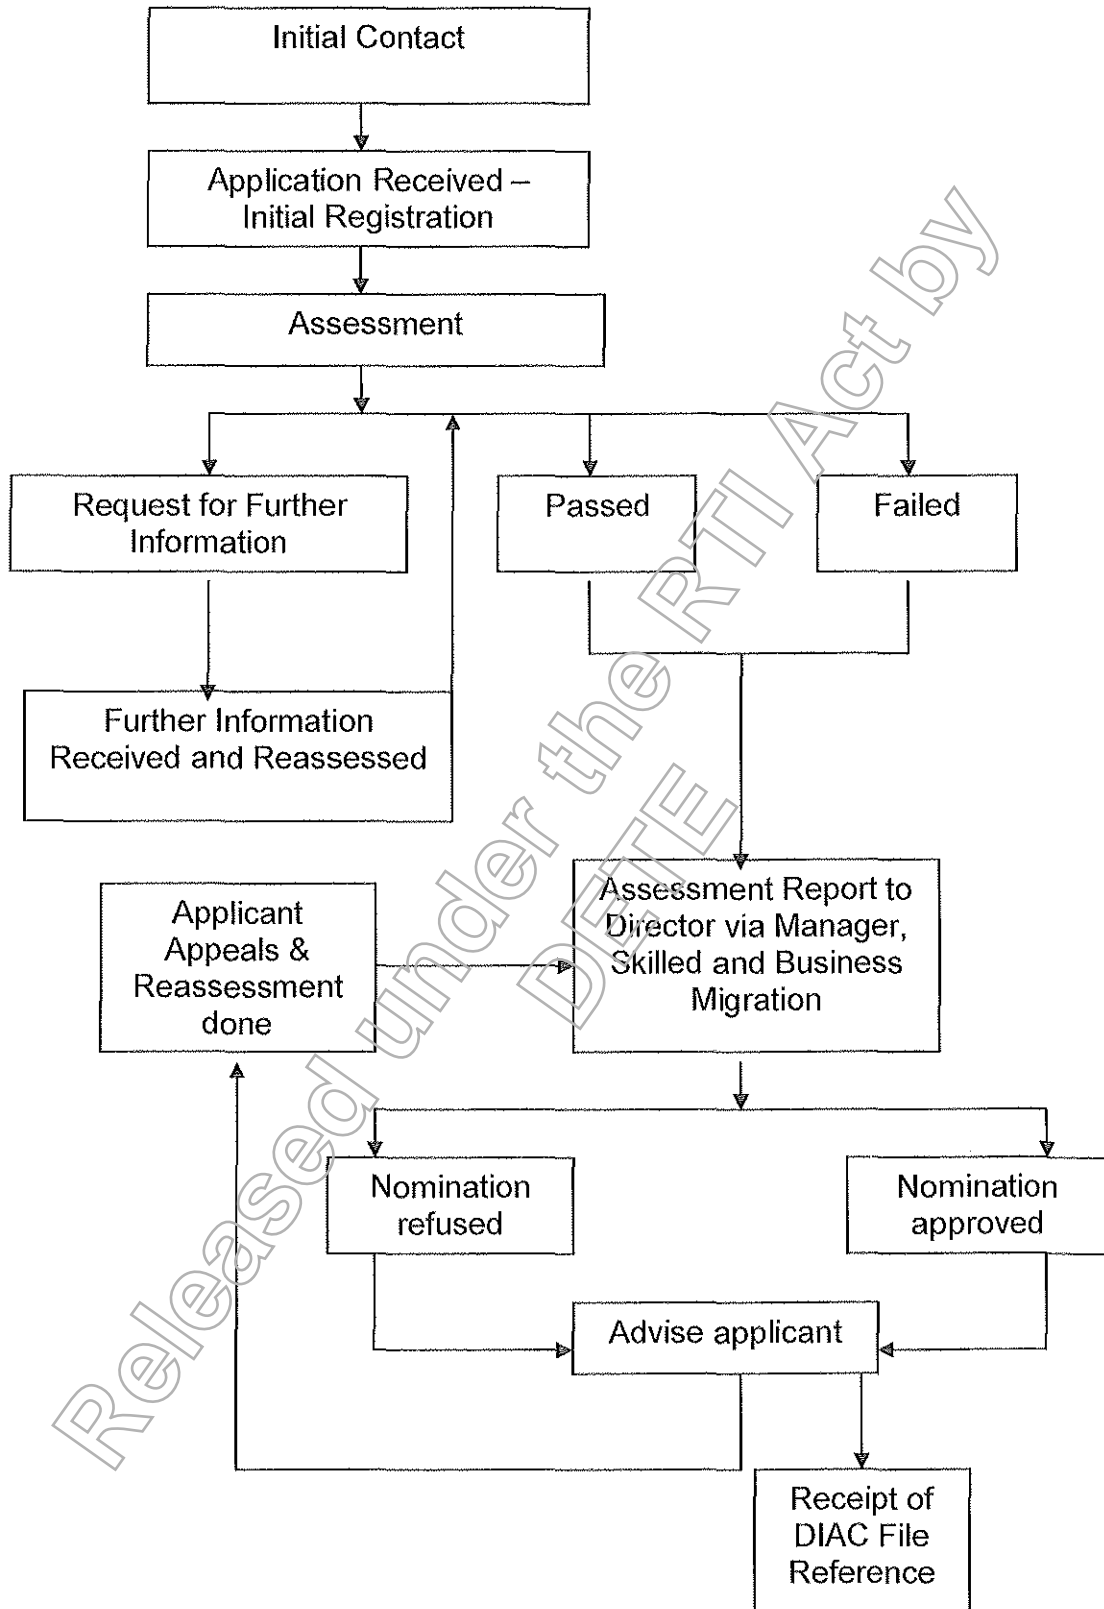 Initial Contact
Application Received –
Initial Registration
Assessment
Request for Further
Information
Passed
Failed
Further Information
Received and Reassessed
Applicant
Appeals &
Reassessment
done
Assessment Report to
Director via Manager,
Skilled and Business
Migration
Nomination
refused
Nomination
approved
Advise applicant
Receipt of
DIAC File
Reference
Released under the RTI Act by
DETE